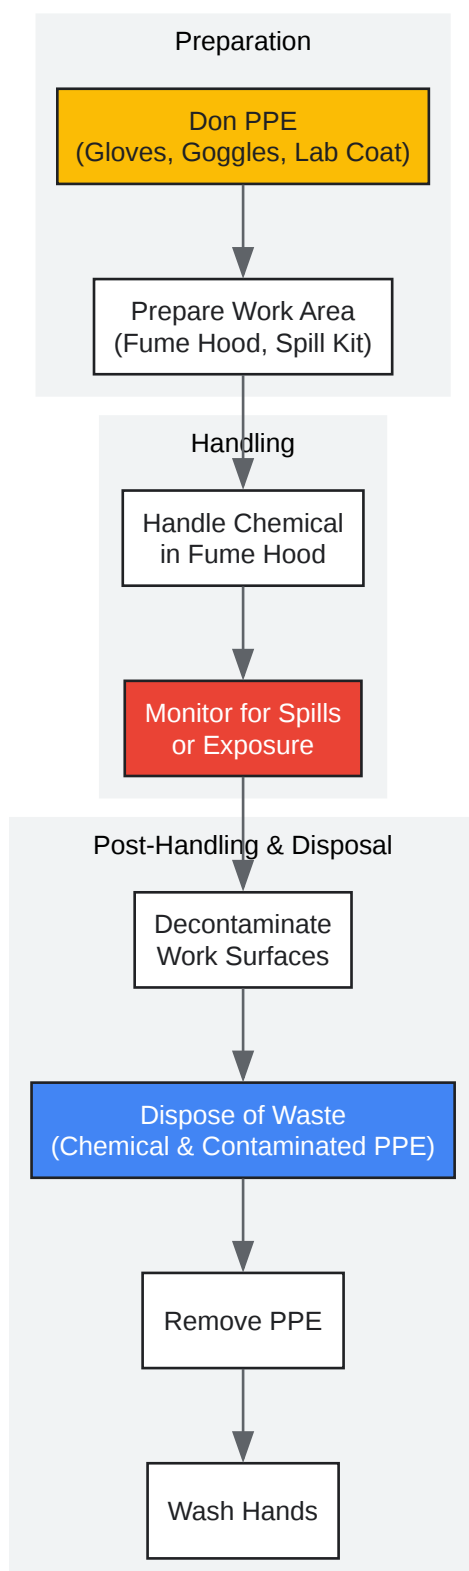 Preparation
Don PPE
(Gloves, Goggles, Lab Coat)
Prepare Work Area
(Fume Hood, Spill Kit)
Handling
Handle Chemical
in Fume Hood
Monitor for Spills
or Exposure
Post-Handling & Disposal
Decontaminate
Work Surfaces
Dispose of Waste
(Chemical & Contaminated PPE)
Remove PPE
Wash Hands